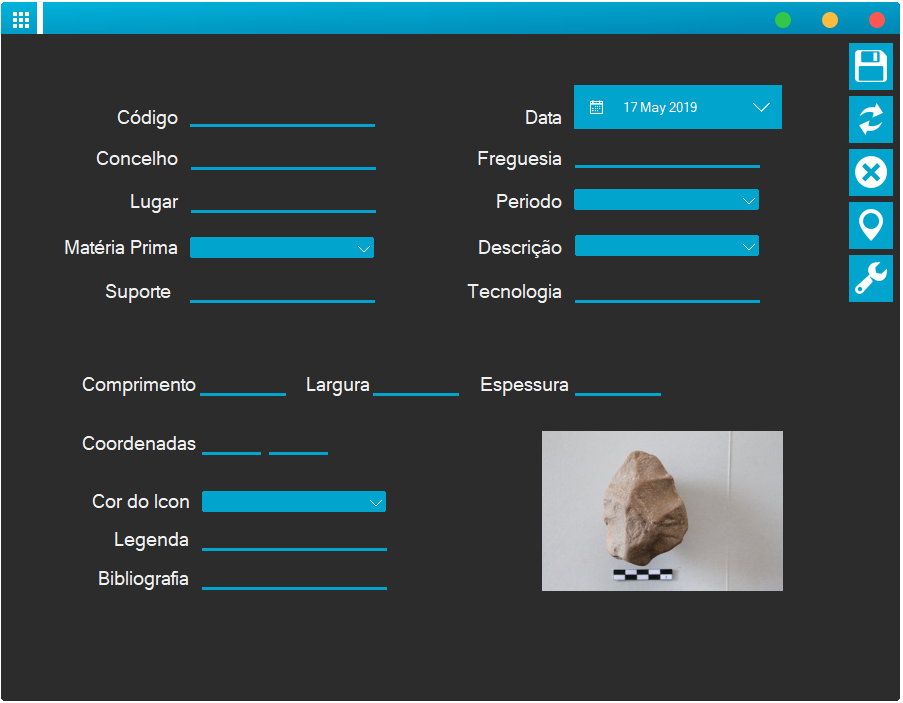 Código
Data
17 May 2019
Concelho
Freguesia
Lugar
Periodo
Matéria Prima
Descrição
Suporte
Tecnologia
Comprimento
Largura
Espessura
Coordenadas
Cor do Icon
Legenda
Bibliografia